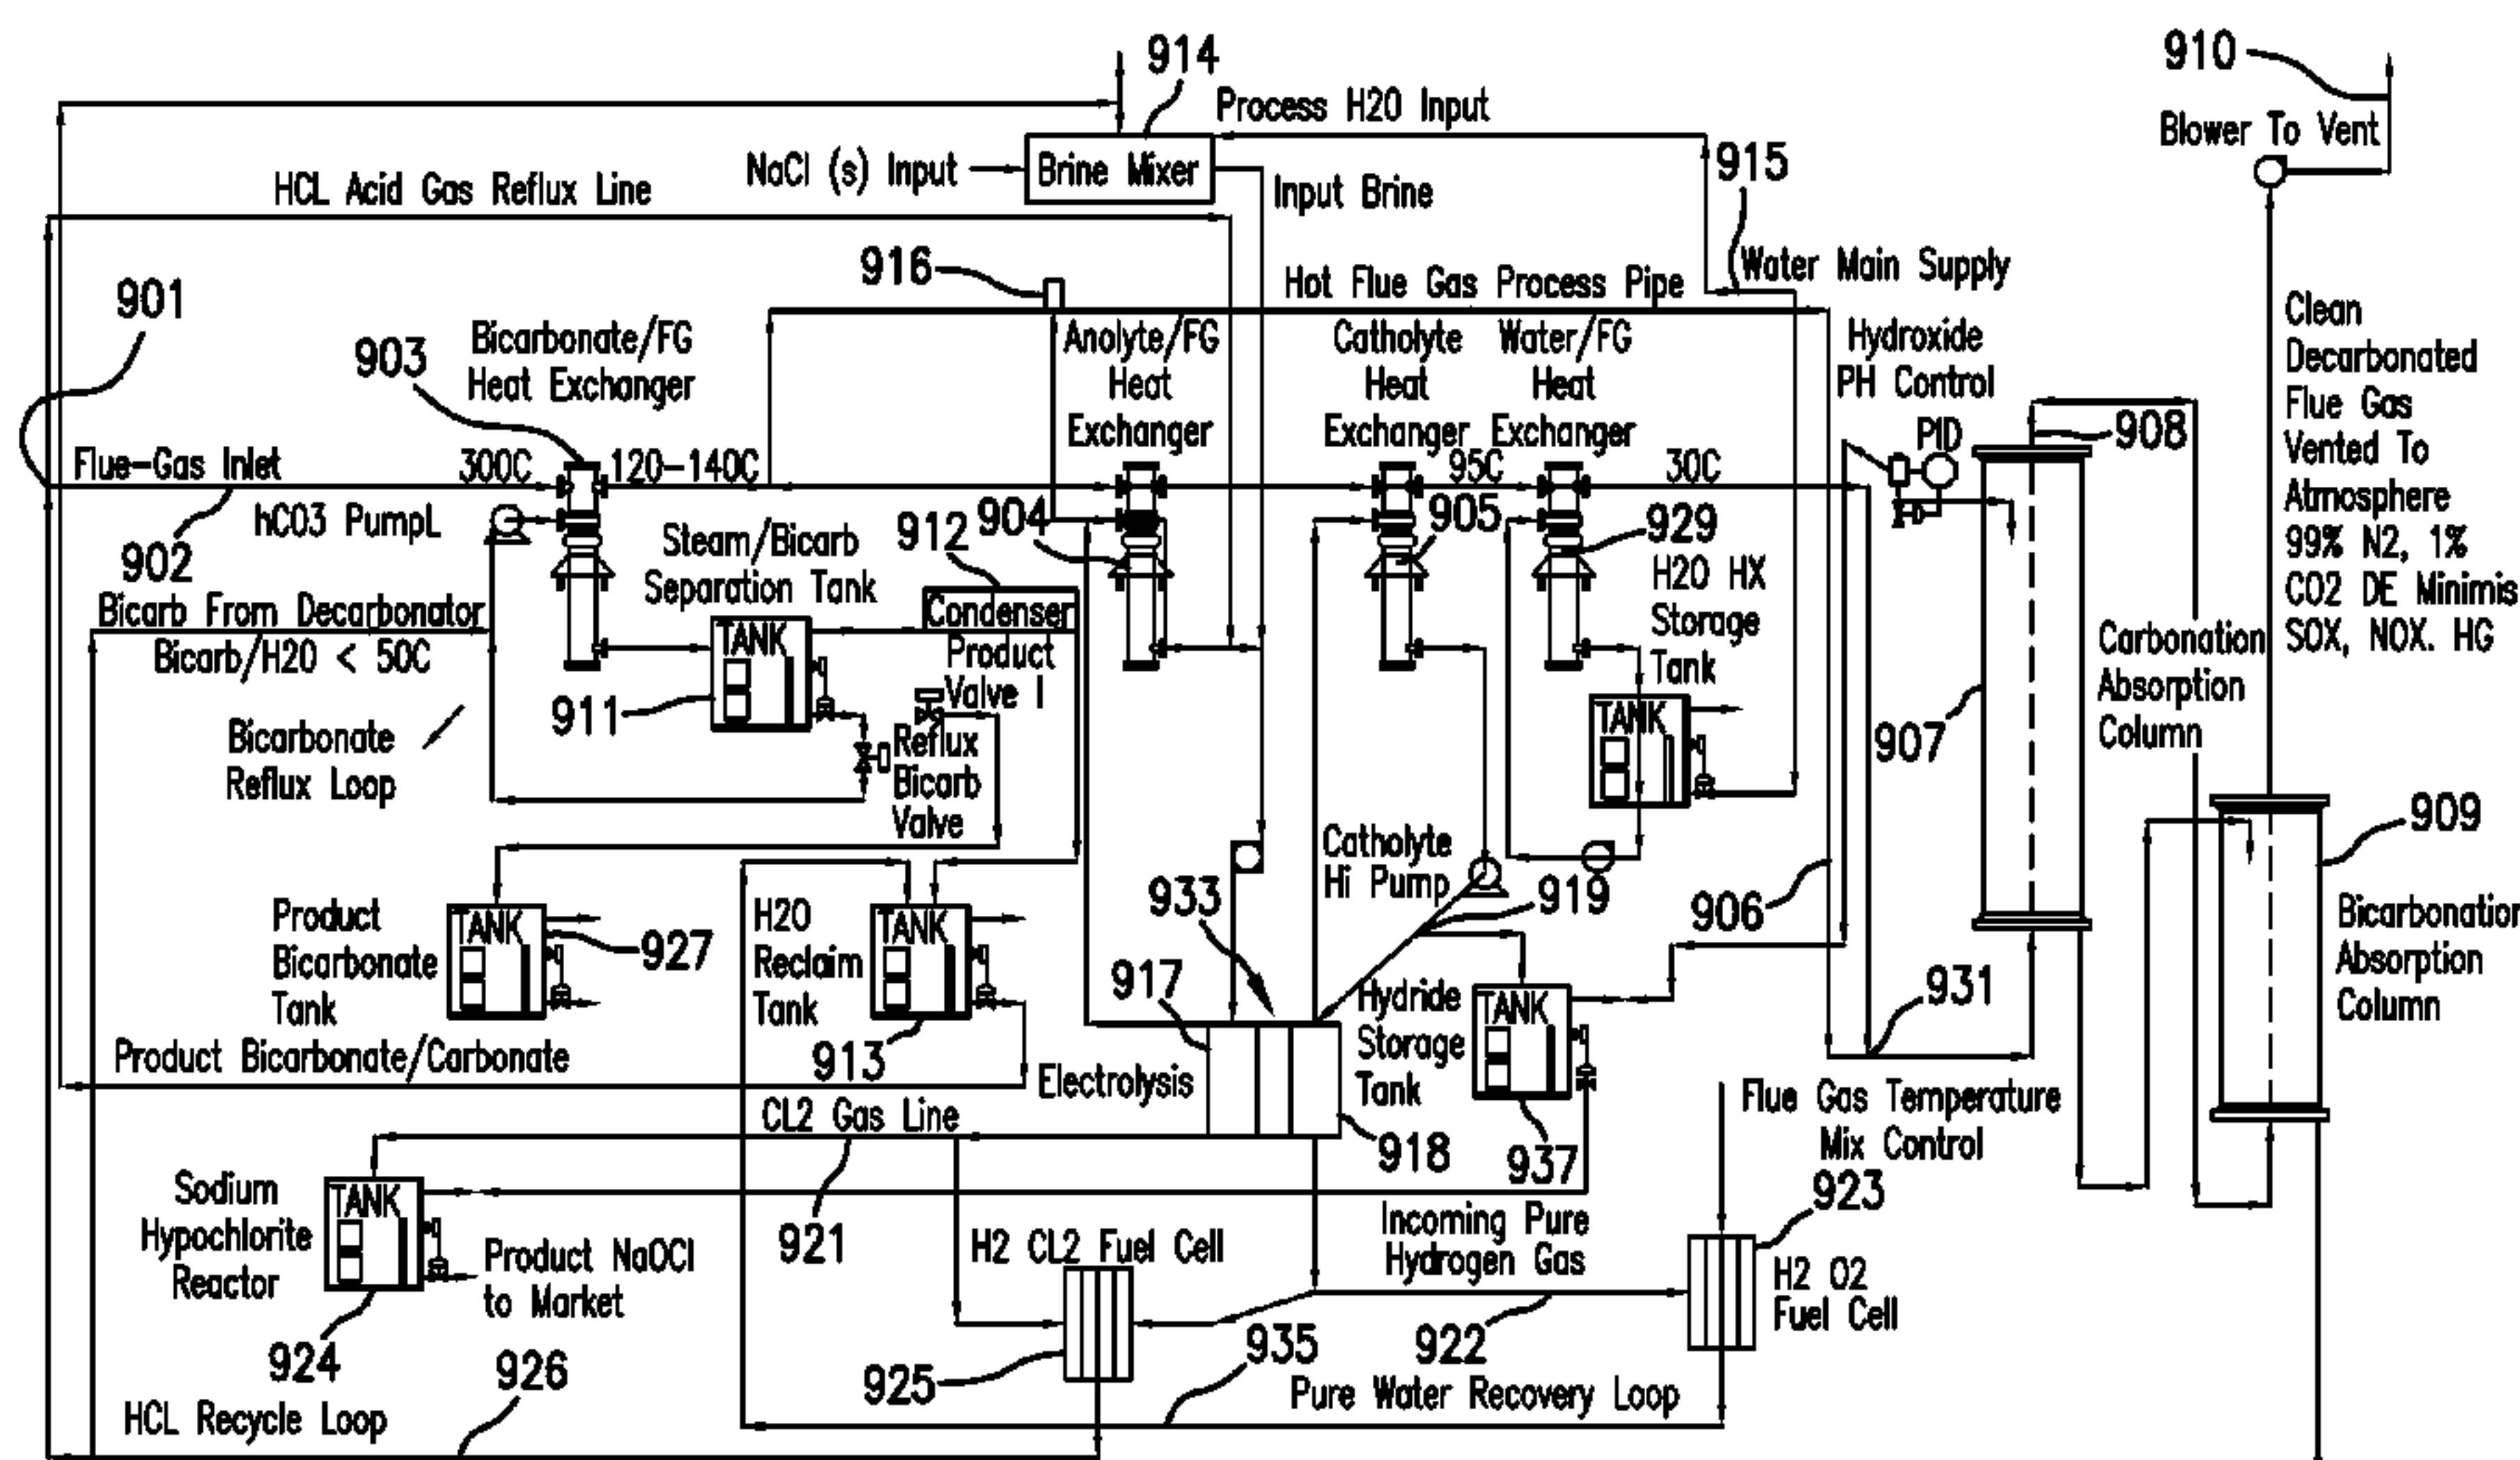 914
910
Process H2O Input
Blower To Vent
NaCl (s) Input
Brine Mixer
915
HCL Acid Gas Reflux Line
Input Brine
916
Hot Flue Gas Process Pipe
Water Main Supply
901
903
Bicarbonate/FG
Heat Exchanger
Anolyte/FG
Heat
Exchanger
Catholyte
Heat
Exchanger
Water/FG
Heat
Exchanger
Hydroxide
PH Control
Clean
Decarbonated
Flue Gas
Vented To
Atmosphere
99% N2, 1%
CO2 DE Minimis
SOX, NOX. HG
PID
908
Flue-Gas Inlet
300C
120-140C
95C
30C
902
hCO3 PumpL
Steam/Bicarb
Separation Tank
912
904
905
929
H2O HX
Storage
Tank
Bicarb From Decarbonator
Bicarb/H2O < 50C
Condenser
TANK
Product
Valve I
911
Carbonation
Absorption
Column
907
Bicarbonate
Reflux Loop
Reflux
Bicarb
Valve
TANK
909
Catholyte
Hi Pump
919
906
933
Product
Bicarbonate
Tank
TANK
927
H2O
Reclaim
Tank
TANK
913
917
Hydride
Storage
Tank
TANK
931
Bicarbonation
Absorption
Column
Product Bicarbonate/Carbonate
Electrolysis
CL2 Gas Line
918
937
Flue Gas Temperature
Mix Control
923
Sodium
Hypochlorite
Reactor
TANK
Product NaOCl
to Market
921
H2 CL2 Fuel Cell
Incoming Pure
Hydrogen Gas
H2 O2
Fuel Cell
924
926
925
935
922
Pure Water Recovery Loop
HCL Recycle Loop